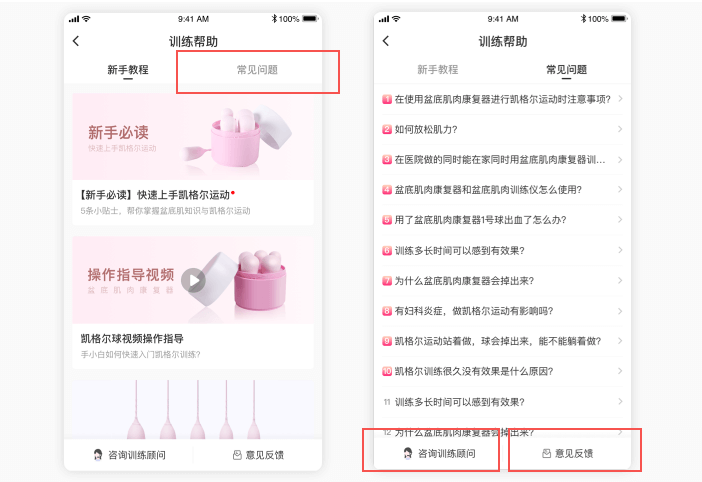 9:41 AM
100%
训练帮助
新手教程
常见问题
新手必读
快速上手凯格尔运动
【新手必读】快速上手凯格尔运动
5条小贴士，帮你掌握盆底肌知识与凯格尔运动
操作指导视频
盆底肌肉康复器
凯格尔球视频操作指导
手小白如何快速入门凯格尔训练?
咨询训练顾问
意见反馈
9:41 AM
100%
训练帮助
新手教程
常见问题
1 在使用盆底肌肉康复器进行凯格尔运动时注意事项?
2 如何放松肌力?
3 在医院做的同时能在家同时用盆底肌肉康复器训...
4 盆底肌肉康复器和盆底肌肉训练仪怎么使用?
5 用了盆底肌肉康复器1号球出血了怎么办?
6 训练多长时间可以感到有效果?
7 为什么盆底肌肉康复器会掉出来?
8 有妇科炎症，做凯格尔运动有影响吗?
9 凯格尔运动站着做，球会掉出来，能不能躺着做?
10 凯格尔训练很久没有效果是什么原因?
11 训练多长时间可以感到有效果?
12 为什么盆底肌肉康复器会掉出来?
咨询训练顾问
意见反馈